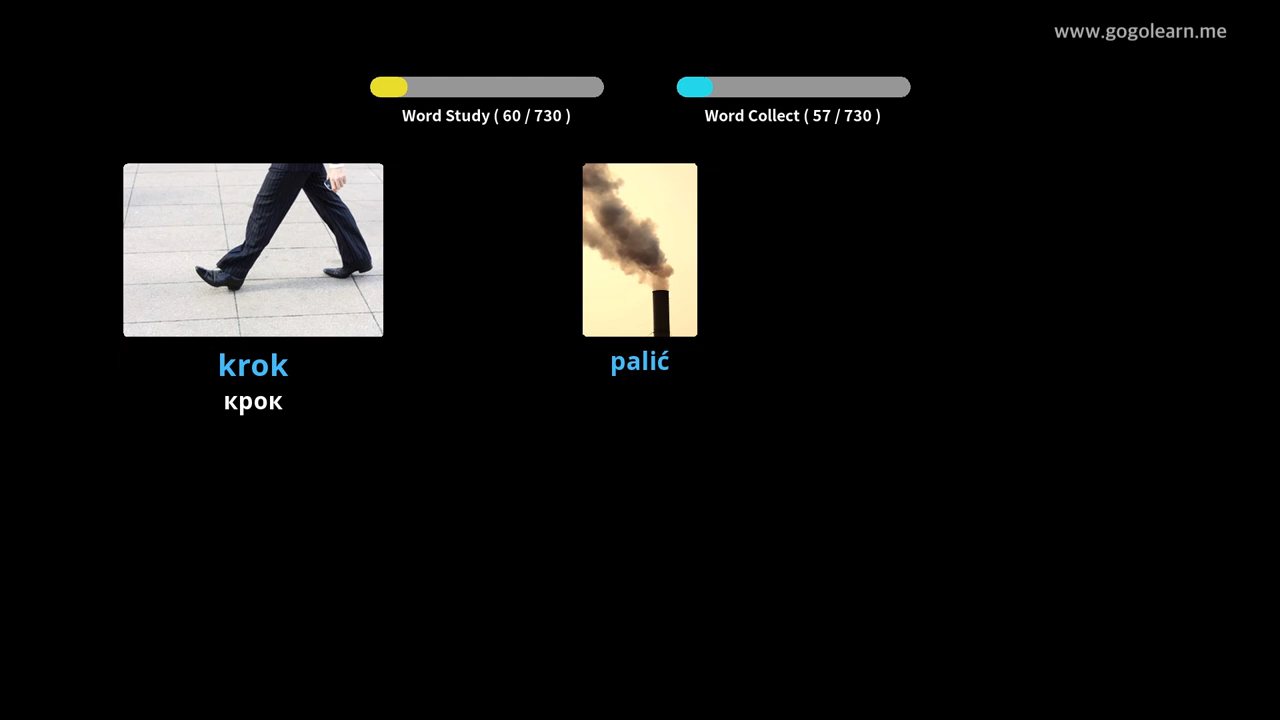 www.gogolearn.me
Word Study ( 60 / 730 )
Word Collect ( 57 / 730 )
krok
крок
palić